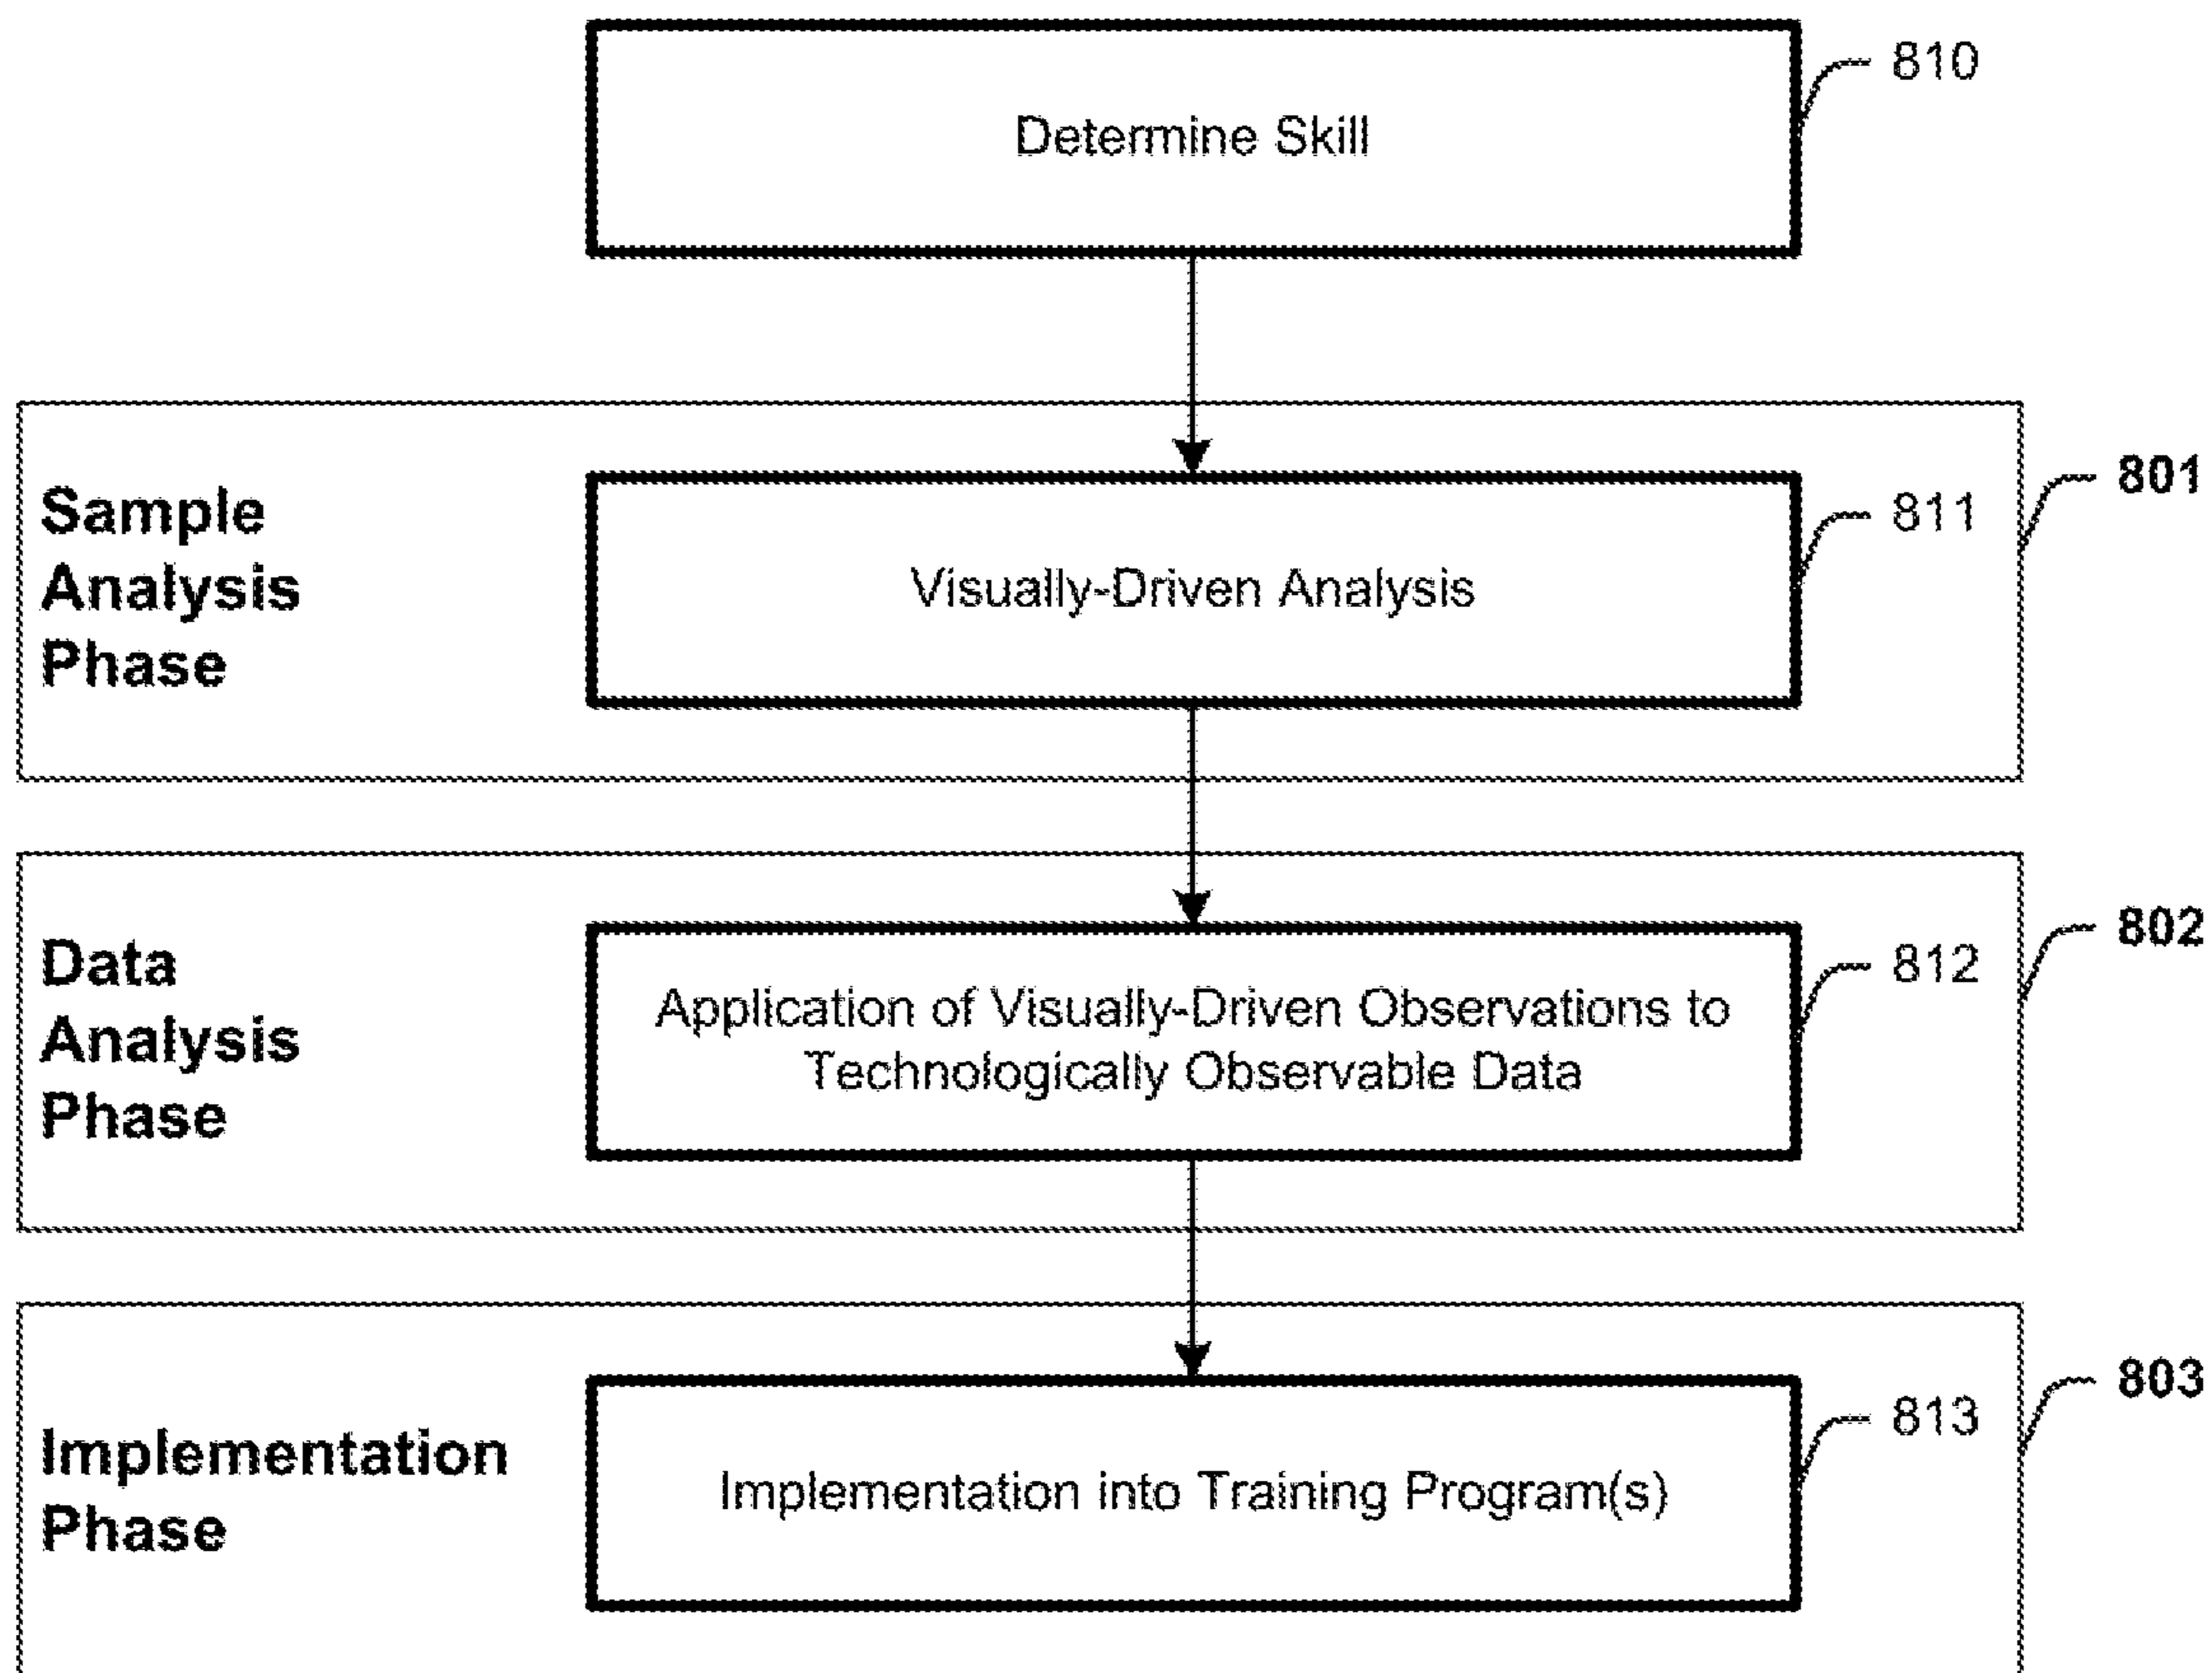 810
Determine Skill
801
Sample
Analysis
Phase
811
Visually-Driven Analysis
802
Data
Analysis
Phase
812
Application of Visually-Driven Observations to
Technologically Observable Data
803
Implementation
Phase
813
Implementation into Training Program(s)